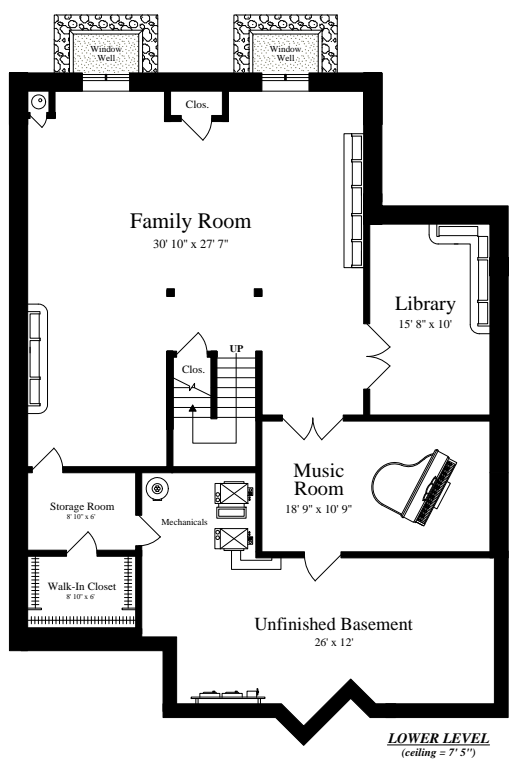 Window
Well
Window
Well
Clos.
Family Room
30' 10" x 27' 7"
Library
15' 8" x 10'
UP
Clos.
Music
Room
18' 9" x 10' 9"
Storage Room
8' 10" x 6'
Mechanicals
Walk-In Closet
8' 10" x 6'
Unfinished Basement
26' x 12'
LOWER LEVEL
(ceiling = 7' 5")